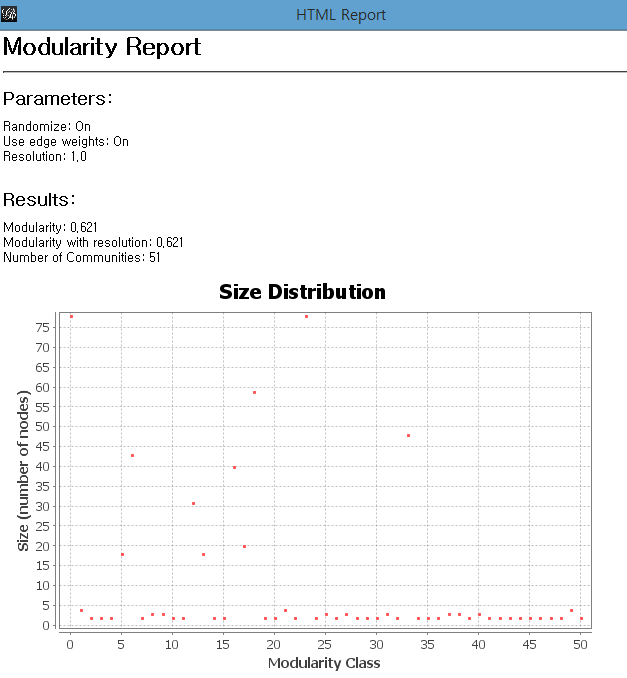 HTML Report
Modularity Report
Parameters:
Randomize: On
Use edge weights: On
Resolution: 1,0
Results:
Modularity: 0,621
Modularity with resolution: 0,621
Number of Communities: 51
Size Distribution
75
70
65
60
55
50
45
40
35
30
25
20
15
10
5
0
Size (number of nodes)
0 5 10 15 20 25 30 35 40 45 50
Modularity Class